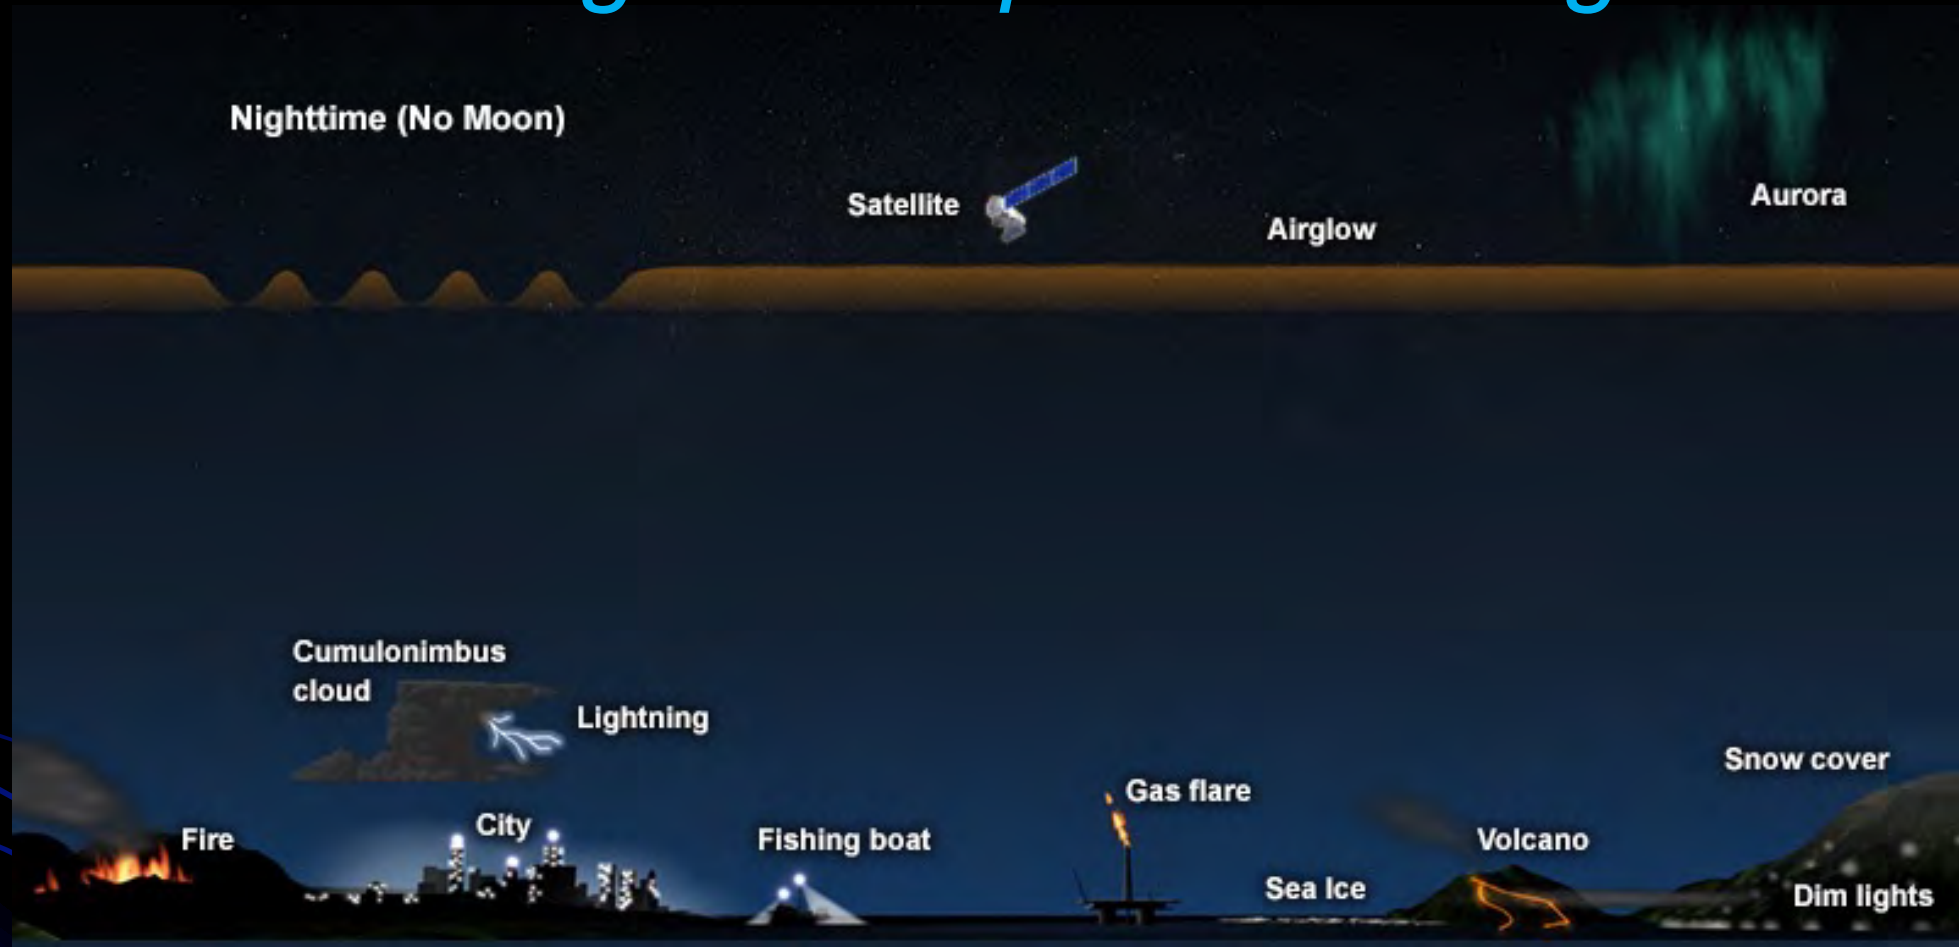 Nighttime (No Moon)
Satellite
Airglow
Aurora
Cumulonimbus
cloud
Lightning
Snow cover
Gas flare
Fire
City
Fishing boat
Volcano
Sea Ice
Dim lights